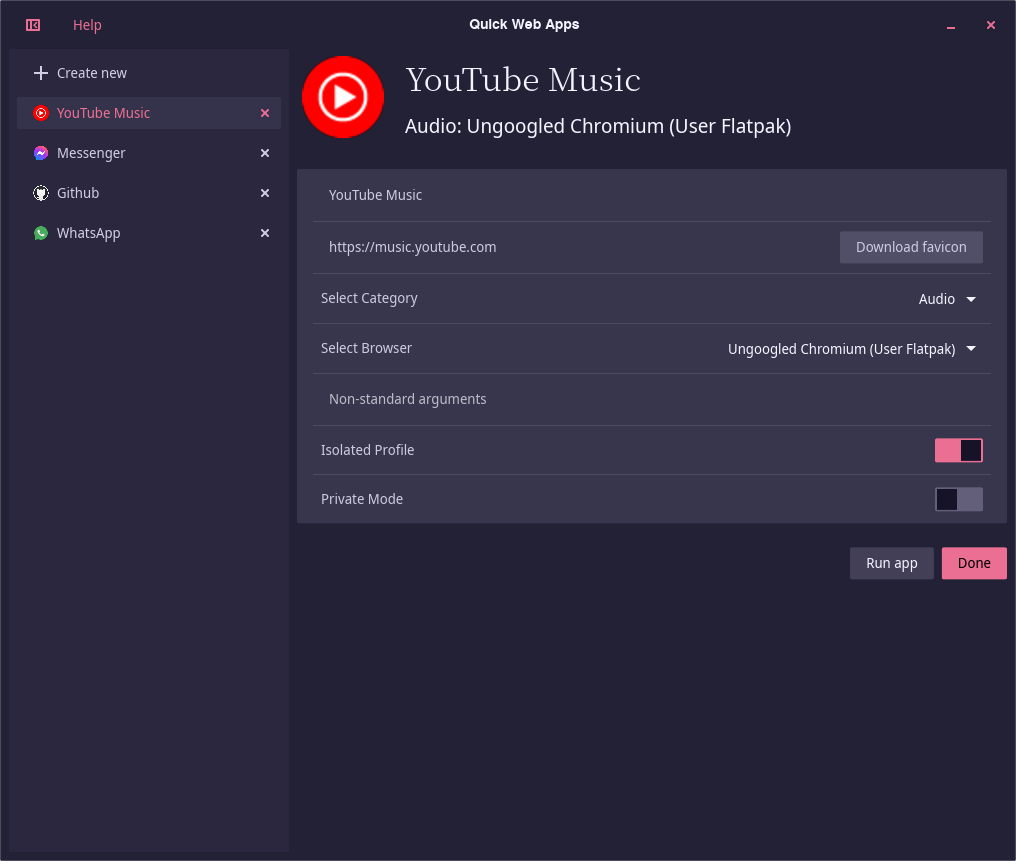 Help
Quick Web Apps
Create new
YouTube Music
Messenger
Github
WhatsApp
YouTube Music
Audio: Ungoogled Chromium (User Flatpak)
YouTube Music
https://music.youtube.com
Download favicon
Select Category
Audio
Select Browser
Ungoogled Chromium (User Flatpak)
Non-standard arguments
Isolated Profile
Private Mode
Run app
Done